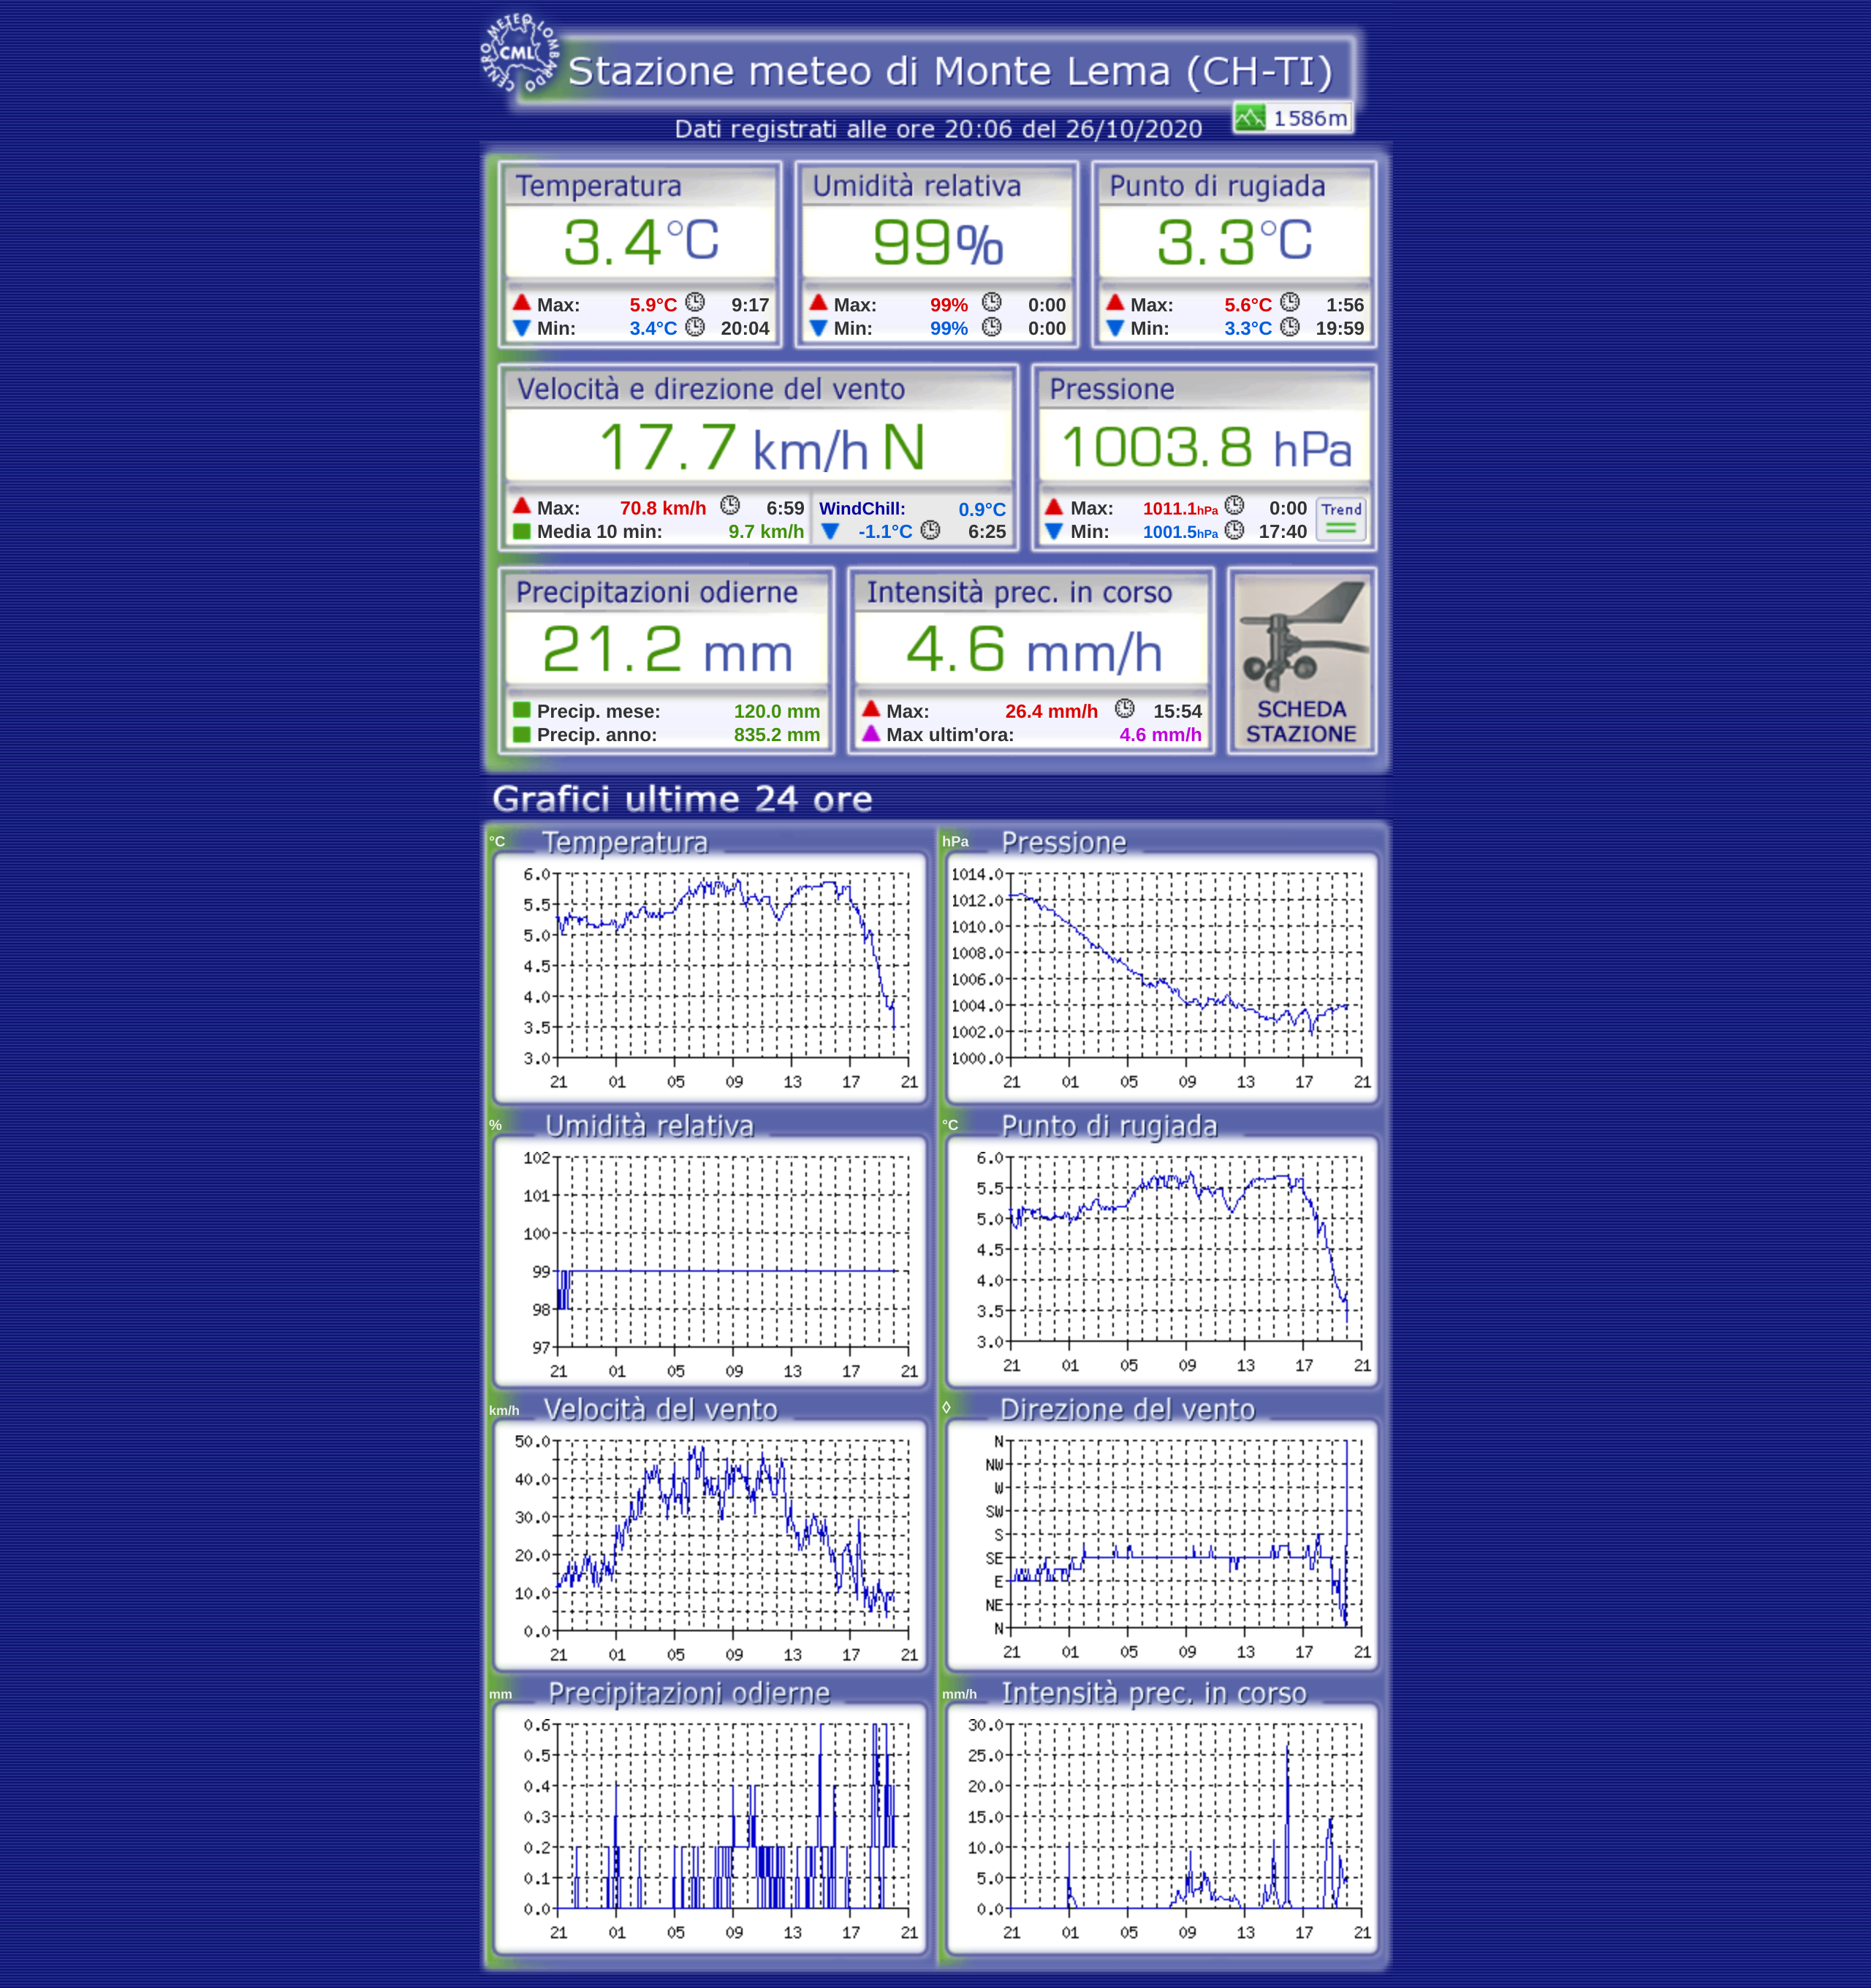 CENTRO METEO LOMBARDO
CML
Stazione meteo di Monte Lema (CH-TI)
1586m
Dati registrati alle ore 20:06 del 26/10/2020
Temperatura
3.4°C
Max: 5.9°C 9:17
Min: 3.4°C 20:04
Umidità relativa
99%
Max: 99% 0:00
Min: 99% 0:00
Punto di rugiada
3.3°C
Max: 5.6°C 1:56
Min: 3.3°C 19:59
Velocità e direzione del vento
17.7 km/h N
Max: 70.8 km/h 6:59
Media 10 min: 9.7 km/h
WindChill: 0.9°C
-1.1°C 6:25
Pressione
1003.8 hPa
Max: 1011.1hPa 0:00
Min: 1001.5hPa 17:40
Trend
Precipitazioni odierne
21.2 mm
Precip. mese: 120.0 mm
Precip. anno: 835.2 mm
Intensità prec. in corso
4.6 mm/h
Max: 26.4 mm/h 15:54
Max ultim'ora: 4.6 mm/h
SCHEDA
STAZIONE
Grafici ultime 24 ore
°C Temperatura
6.0
5.5
5.0
4.5
4.0
3.5
3.0
21 01 05 09 13 17 21
hPa Pressione
1014.0
1012.0
1010.0
1008.0
1006.0
1004.0
1002.0
1000.0
21 01 05 09 13 17 21
% Umidità relativa
102
101
100
99
98
97
21 01 05 09 13 17 21
°C Punto di rugiada
6.0
5.5
5.0
4.5
4.0
3.5
3.0
21 01 05 09 13 17 21
km/h Velocità del vento
50.0
40.0
30.0
20.0
10.0
0.0
21 01 05 09 13 17 21
◊ Direzione del vento
N
NW
W
SW
S
SE
E
NE
N
21 01 05 09 13 17 21
mm Precipitazioni odierne
0.6
0.5
0.4
0.3
0.2
0.1
0.0
21 01 05 09 13 17 21
mm/h Intensità prec. in corso
30.0
25.0
20.0
15.0
10.0
5.0
0.0
21 01 05 09 13 17 21